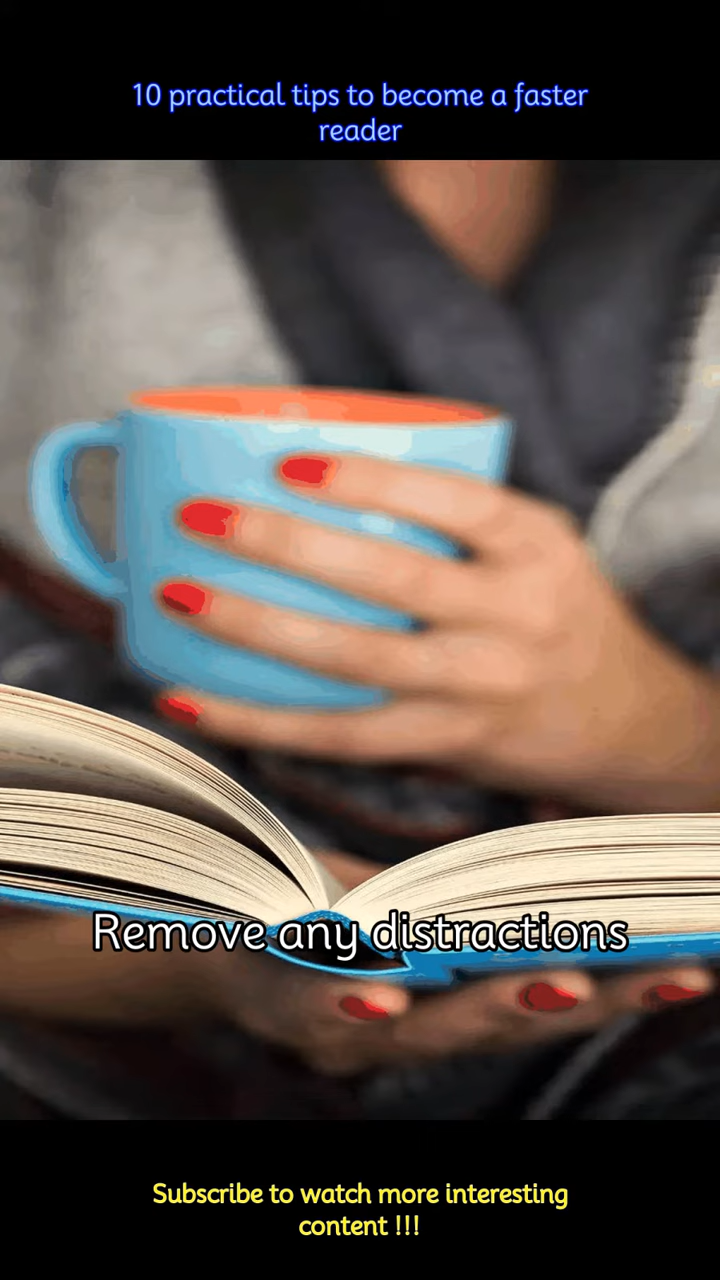 10 practical tips to become a faster
reader
Remove any distractions
Subscribe to watch more interesting
content !!!